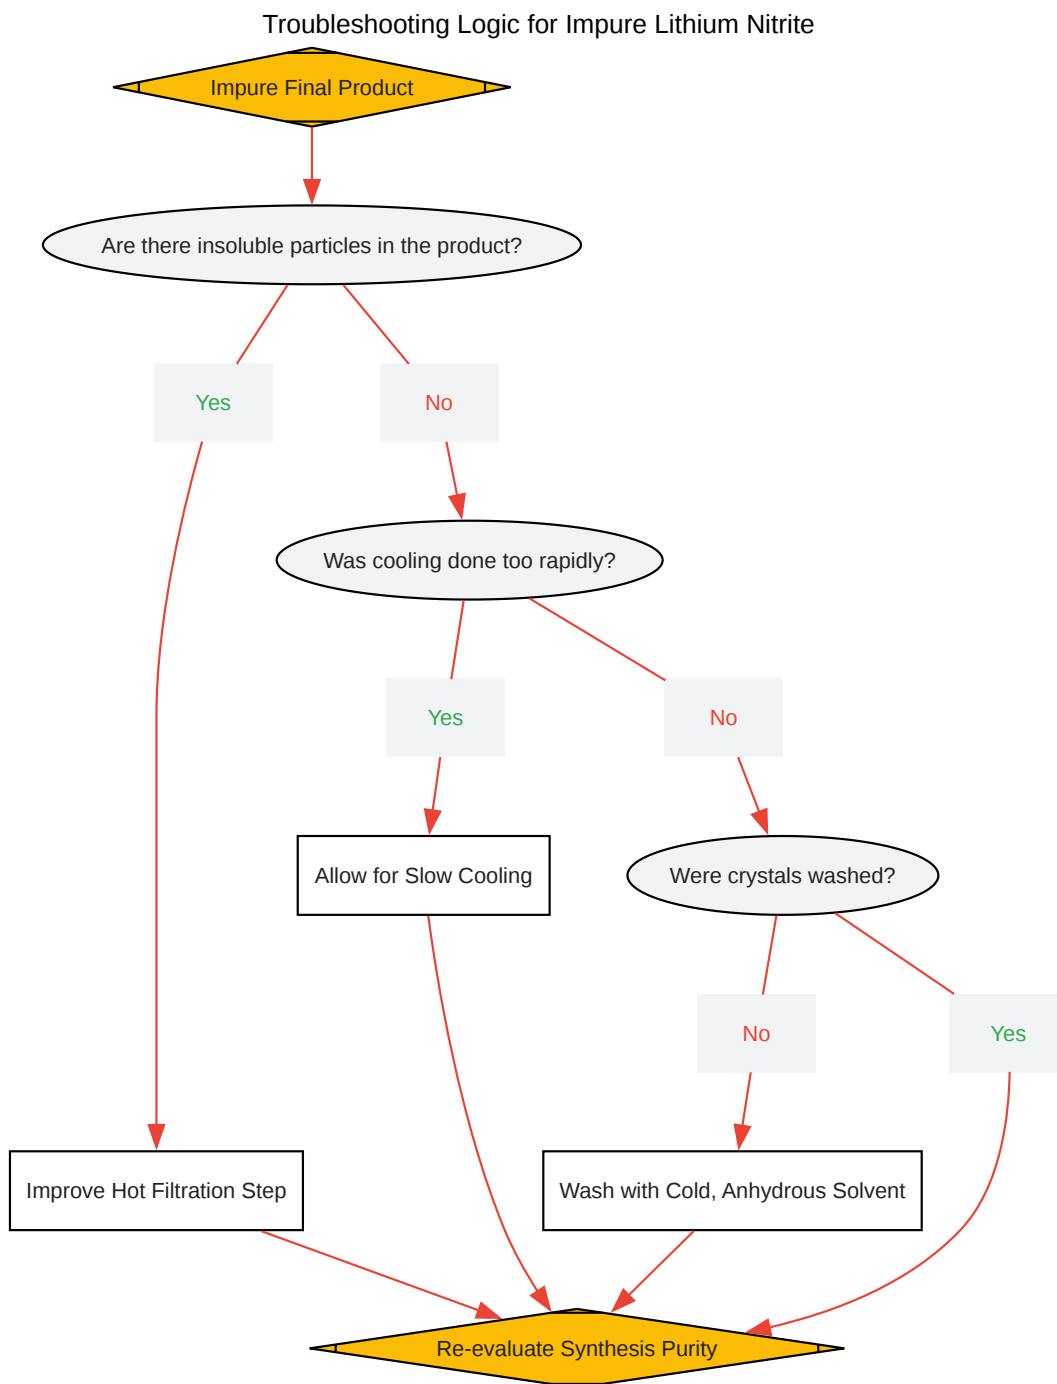 Troubleshooting Logic for Impure Lithium Nitrite
Impure Final Product
Are there insoluble particles in the product?
Yes
No
Was cooling done too rapidly?
Yes
No
Allow for Slow Cooling
Were crystals washed?
No
Yes
Improve Hot Filtration Step
Wash with Cold, Anhydrous Solvent
Re-evaluate Synthesis Purity